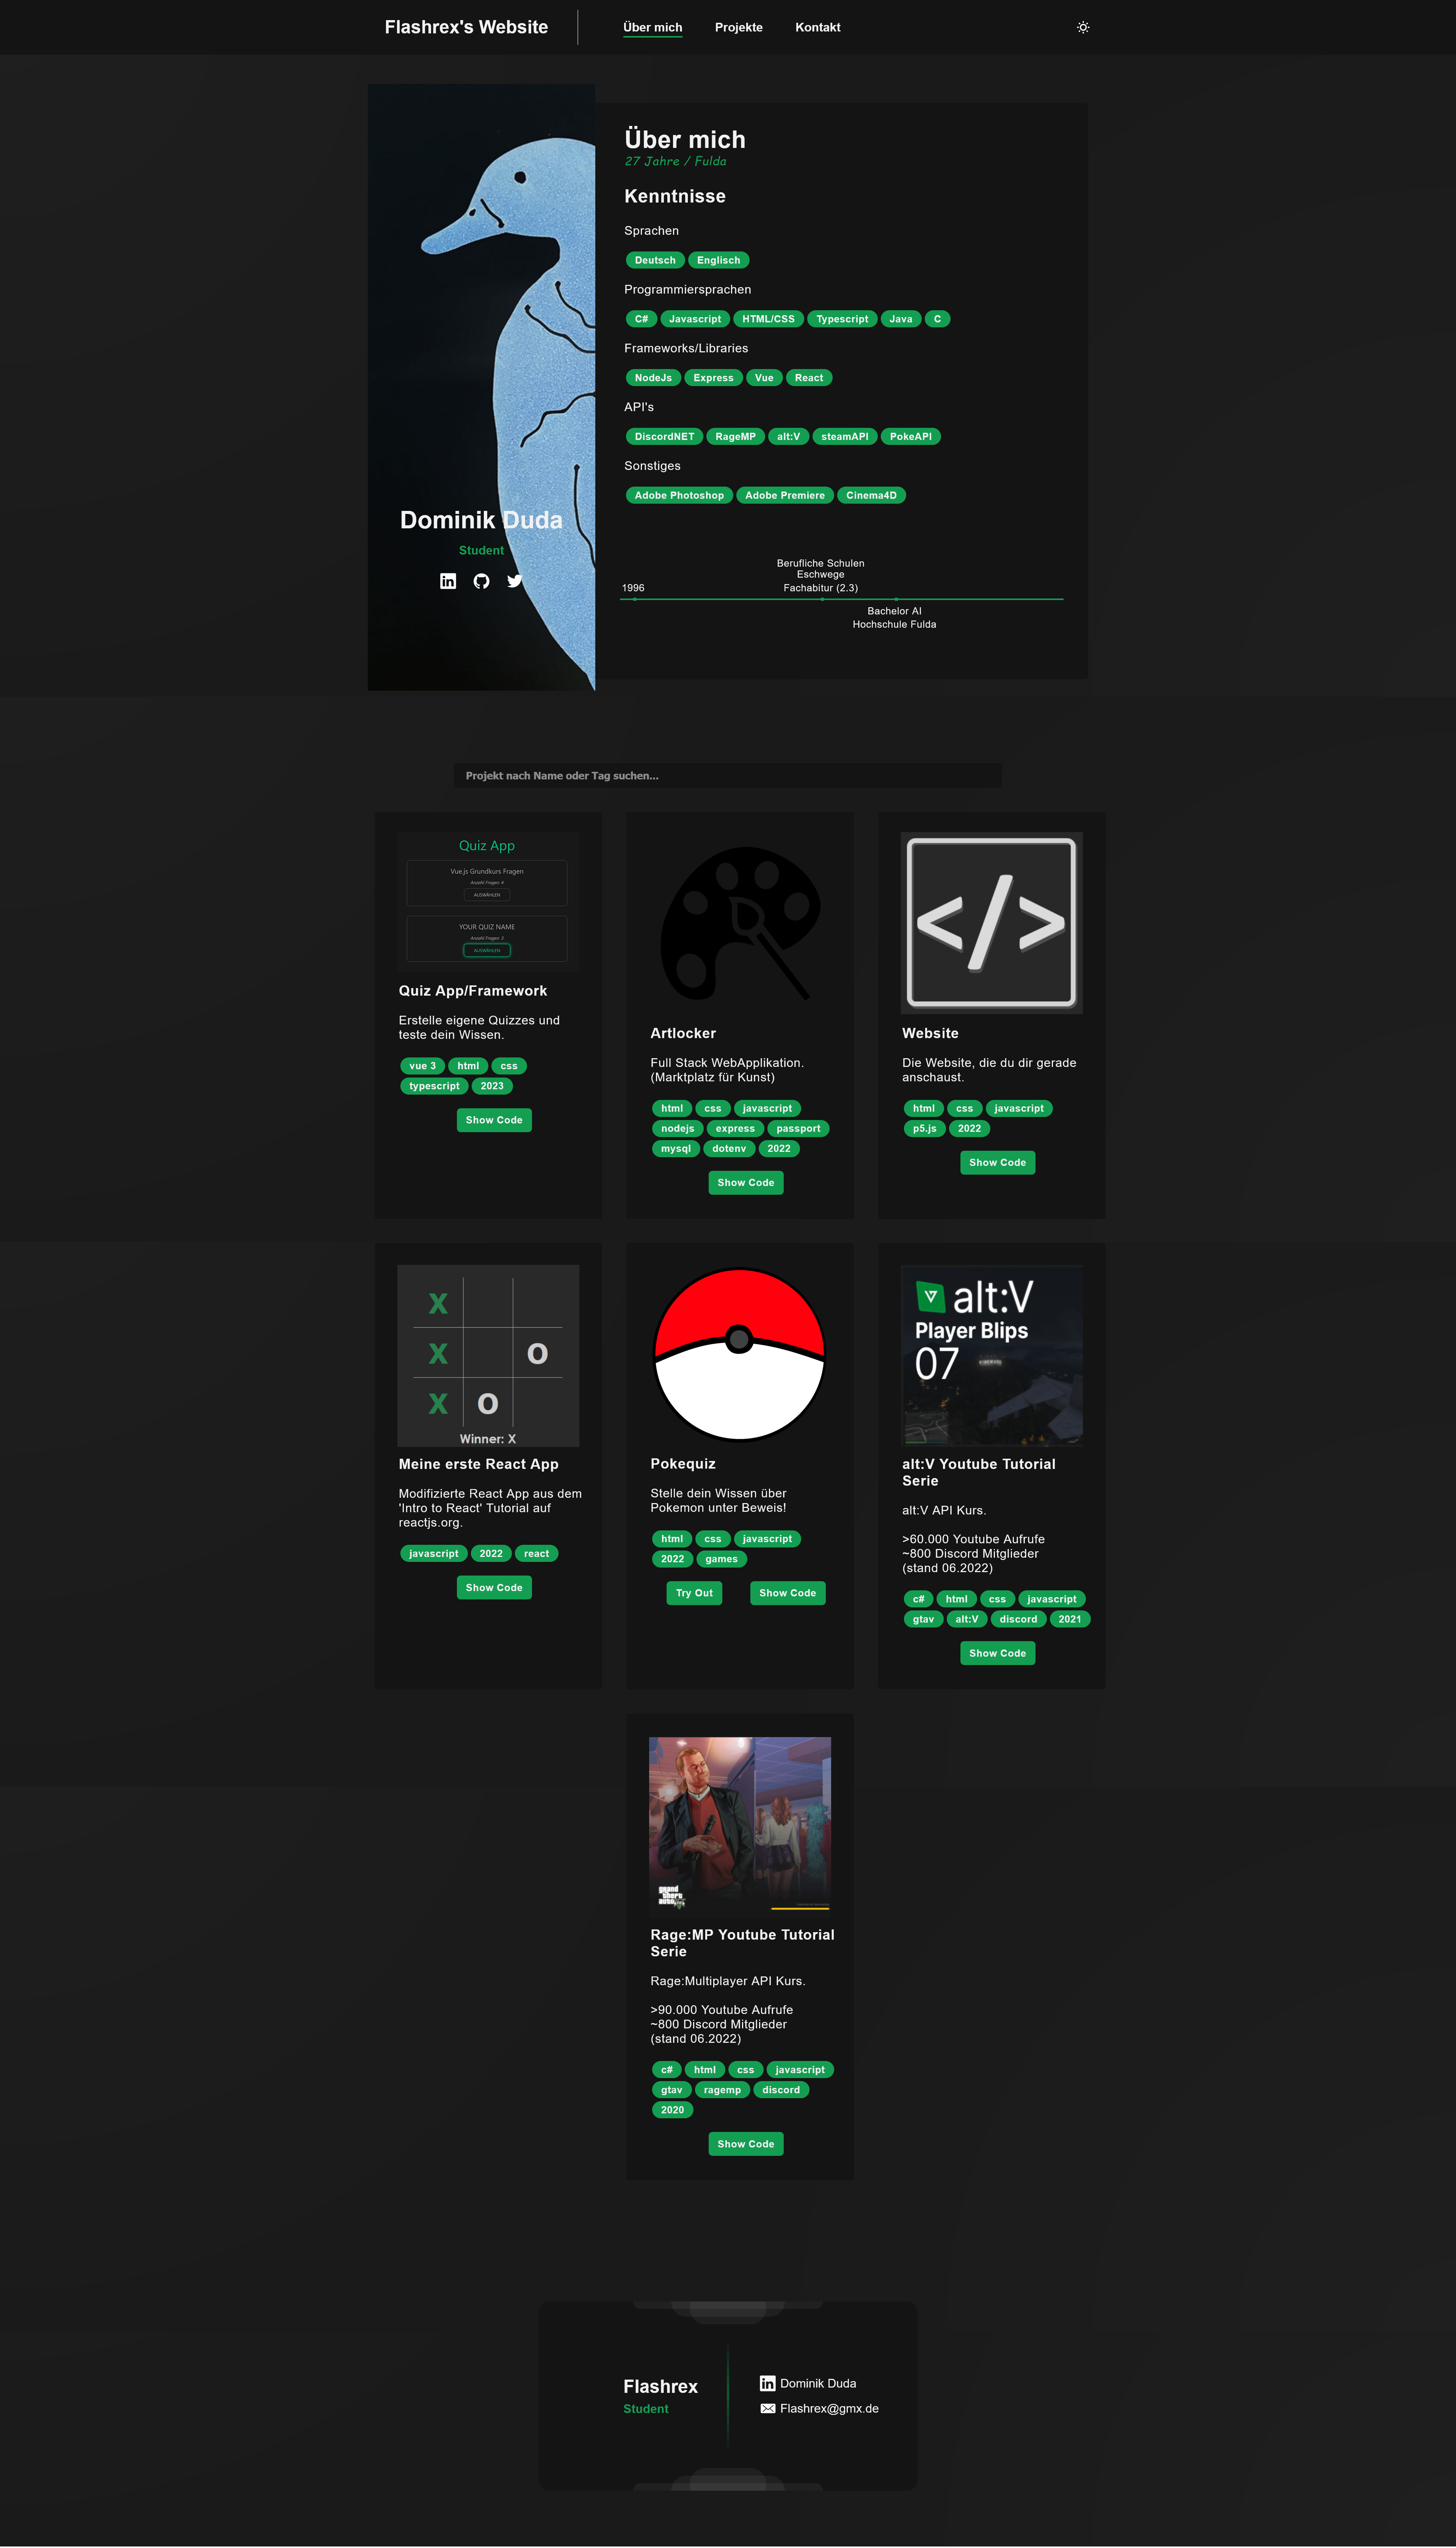 Flashrex's Website
Über mich
Projekte
Kontakt
Über mich
27 Jahre / Fulda
Kenntnisse
Sprachen
Deutsch Englisch
Programmiersprachen
C# Javascript HTML/CSS Typescript Java C
Frameworks/Libraries
NodeJs Express Vue React
API's
DiscordNET RageMP alt:V steamAPI PokeAPI
Sonstiges
Adobe Photoshop Adobe Premiere Cinema4D
Dominik Duda
Student
1996
Berufliche Schulen
Eschwege
Fachabitur (2.3)
Bachelor AI
Hochschule Fulda
Projekt nach Name oder Tag suchen...
Quiz App
Vue.js Grundkurs Fragen
Anzahl Fragen: 4
AUSWÄHLEN
YOUR QUIZ NAME
Anzahl Fragen: 3
AUSWÄHLEN
Quiz App/Framework
Erstelle eigene Quizzes und
teste dein Wissen.
vue 3 html css
typescript 2023
Show Code
Artlocker
Full Stack WebApplikation.
(Marktplatz für Kunst)
html css javascript
nodejs express passport
mysql dotenv 2022
Show Code
</>
Website
Die Website, die du dir gerade
anschaust.
html css javascript
p5.js 2022
Show Code
X
X O
X O
Winner: X
Meine erste React App
Modifizierte React App aus dem
'Intro to React' Tutorial auf
reactjs.org.
javascript 2022 react
Show Code
Pokequiz
Stelle dein Wissen über
Pokemon unter Beweis!
html css javascript
2022 games
Try Out Show Code
alt:V
Player Blips
07
alt:V Youtube Tutorial
Serie
alt:V API Kurs.
>60.000 Youtube Aufrufe
~800 Discord Mitglieder
(stand 06.2022)
c# html css javascript
gtav alt:V discord 2021
Show Code
grand
theft
auto
Rage:MP Youtube Tutorial
Serie
Rage:Multiplayer API Kurs.
>90.000 Youtube Aufrufe
~800 Discord Mitglieder
(stand 06.2022)
c# html css javascript
gtav ragemp discord
2020
Show Code
Flashrex
Student
Dominik Duda
Flashrex@gmx.de